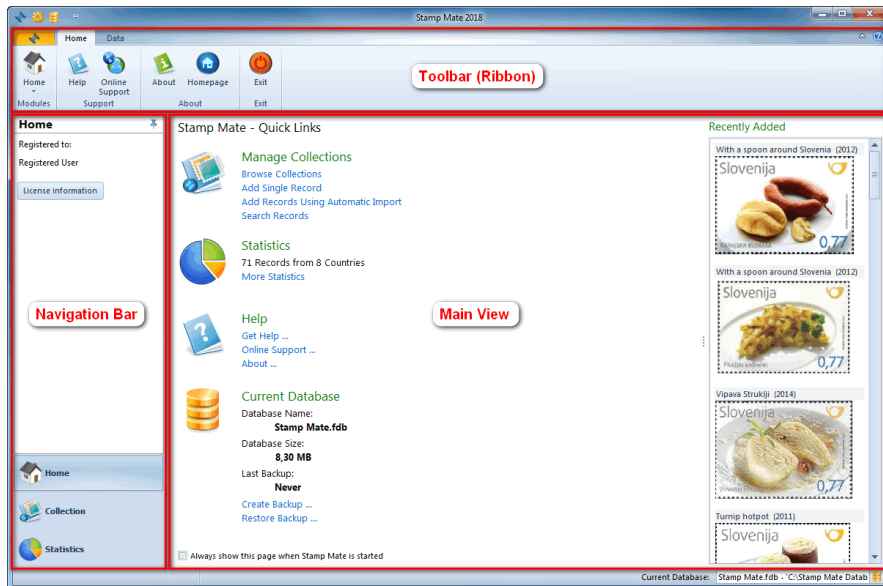 Stamp Mate 2018
Home Data
Home
Help
Online Support
About
Homepage
Exit
Modules
Support
About
Exit
Toolbar (Ribbon)
Home
Registered to:
Registered User
License information
Navigation Bar
Home
Collection
Statistics
Stamp Mate - Quick Links
Manage Collections
Browse Collections
Add Single Record
Add Records Using Automatic Import
Search Records
Statistics
71 Records from 8 Countries
More Statistics
Main View
Help
Get Help ...
Online Support ...
About ...
Current Database
Database Name:
Stamp Mate.fdb
Database Size:
8,30 MB
Last Backup:
Never
Create Backup ...
Restore Backup ...
Always show this page when Stamp Mate is started
Recently Added
With a spoon around Slovenia (2012)
Slovenija
KRANJSKA KLOBASA
0,77
With a spoon around Slovenia (2012)
Slovenija
PRAŽEN KROMPIR
0,77
Vipava Struklji (2014)
Slovenija
0,77
Turnip hotpot (2011)
Slovenija
Current Database: Stamp Mate.fdb - 'C:\Stamp Mate Datab